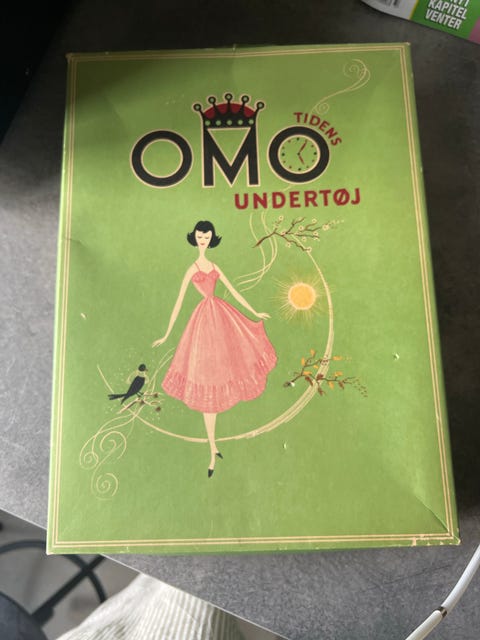 OMO
TIDENS
UNDERTØJ
KAPITEL
VENTER